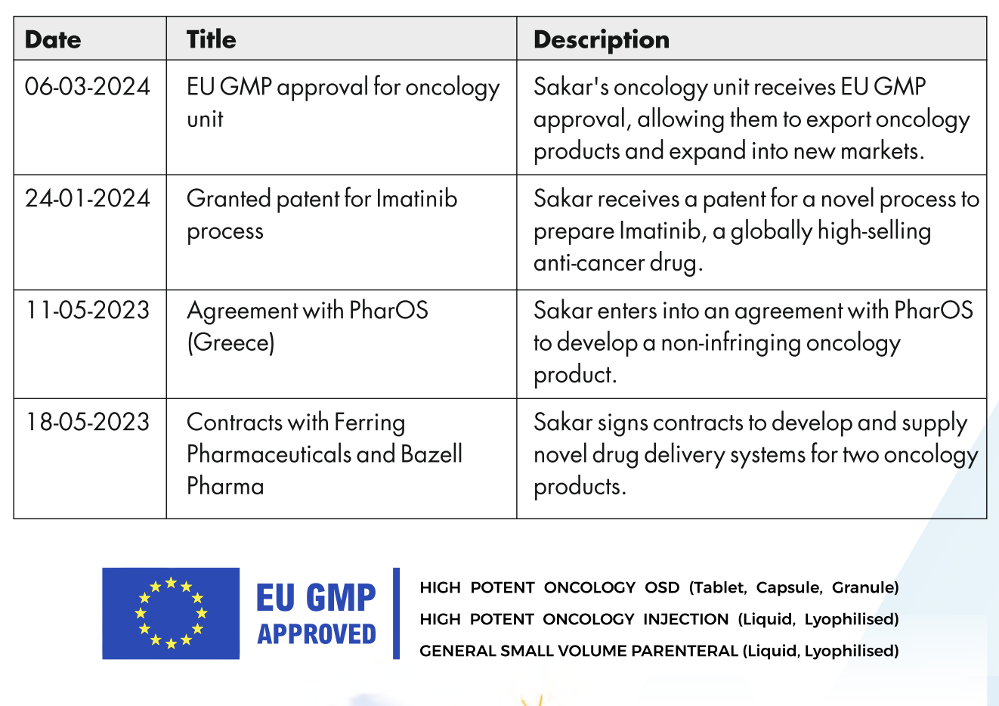 Date Title Description
06-03-2024 EU GMP approval for oncology unit Sakar's oncology unit receives EU GMP approval, allowing them to export oncology products and expand into new markets.
24-01-2024 Granted patent for Imatinib process Sakar receives a patent for a novel process to prepare Imatinib, a globally high-selling anti-cancer drug.
11-05-2023 Agreement with PharOS (Greece) Sakar enters into an agreement with PharOS to develop a non-infringing oncology product.
18-05-2023 Contracts with Ferring Pharmaceuticals and Bazell Pharma Sakar signs contracts to develop and supply novel drug delivery systems for two oncology products.
EU GMP
APPROVED
HIGH POTENT ONCOLOGY OSD (Tablet, Capsule, Granule)
HIGH POTENT ONCOLOGY INJECTION (Liquid, Lyophilised)
GENERAL SMALL VOLUME PARENTERAL (Liquid, Lyophilised)